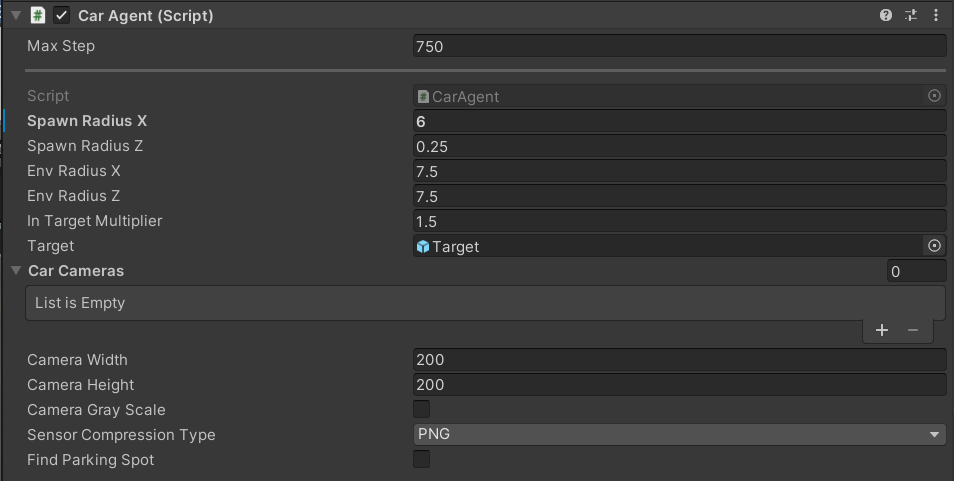 Car Agent (Script)
Max Step 750
Script CarAgent
Spawn Radius X 6
Spawn Radius Z 0.25
Env Radius X 7.5
Env Radius Z 7.5
In Target Multiplier 1.5
Target Target
Car Cameras 0
List is Empty
Camera Width 200
Camera Height 200
Camera Gray Scale
Sensor Compression Type PNG
Find Parking Spot